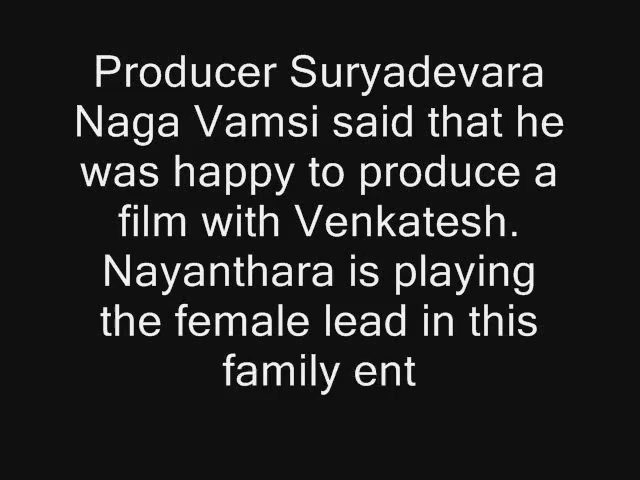 Producer Suryadevara
Naga Vamsi said that he
was happy to produce a
film with Venkatesh.
Nayanthara is playing
the female lead in this
family ent